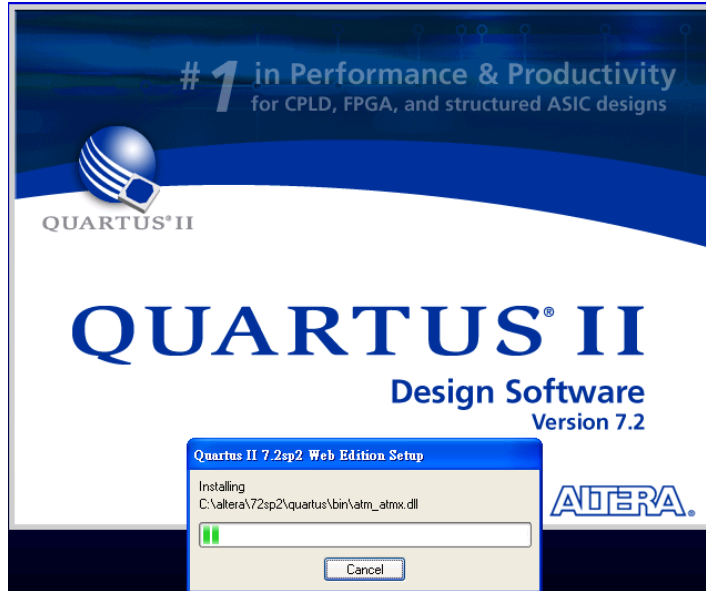 # 1 in Performance & Productivity
for CPLD, FPGA, and structured ASIC designs
QUARTUS® II
QUARTUS® II
Design Software
Version 7.2
Quartus II 7.2sp2 Web Edition Setup
Installing
C:\altera\72sp2\quartus\bin\atm_atmx.dll
Cancel
ALTERA®